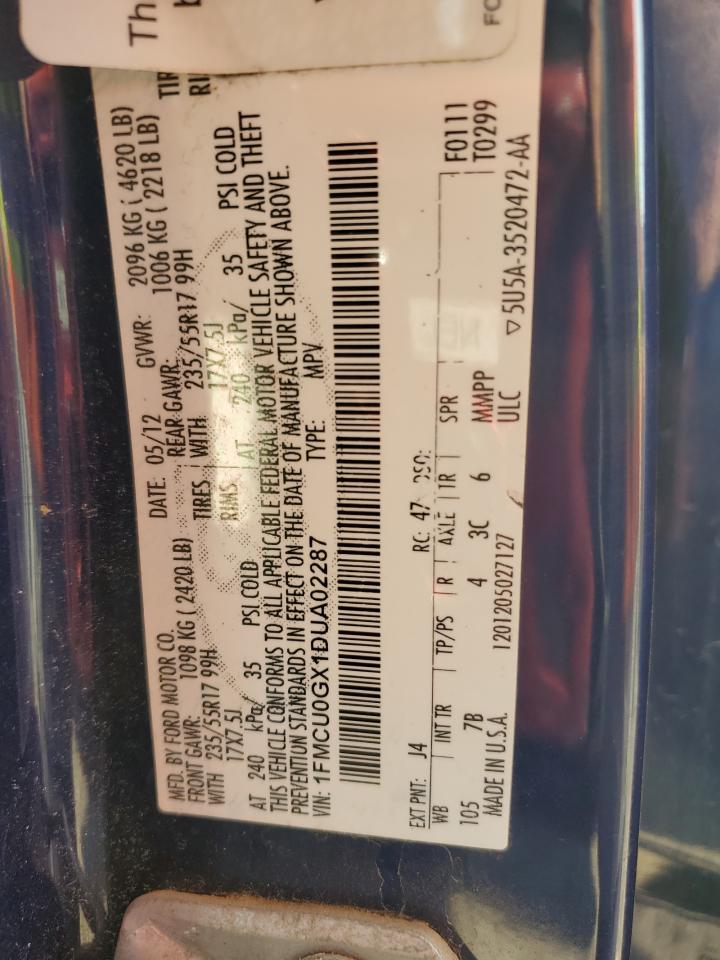 Th
b
FO
MFD. BY FORD MOTOR CO.
DATE: 05/12 GVWR: 2096 KG ( 4620 LB)
FRONT GAWR: 1098 KG ( 2420 LB) REAR GAWR: 1006 KG ( 2218 LB)
WITH 235/55R17 99H TIRES WITH 235/55R17 99H TIR
17X7.5J RIMS 17X7.5J RI
AT 240 kPa/ 35 PSI COLD AT 240 kPa/ 35 PSI COLD
THIS VEHICLE CONFORMS TO ALL APPLICABLE FEDERAL MOTOR VEHICLE SAFETY AND THEFT
PREVENTION STANDARDS IN EFFECT ON THE DATE OF MANUFACTURE SHOWN ABOVE.
VIN: 1FMCU0GX1DUA02287 TYPE: MPV
F0111
T0299
EXT PNT: J4 RC: 47
WB INT TR TP/PS R AXLE TR SPR
105 7B 4 3C 6 MMPP
ULC
MADE IN U.S.A. 1201205027127 ▽5U5A-3520472-AA